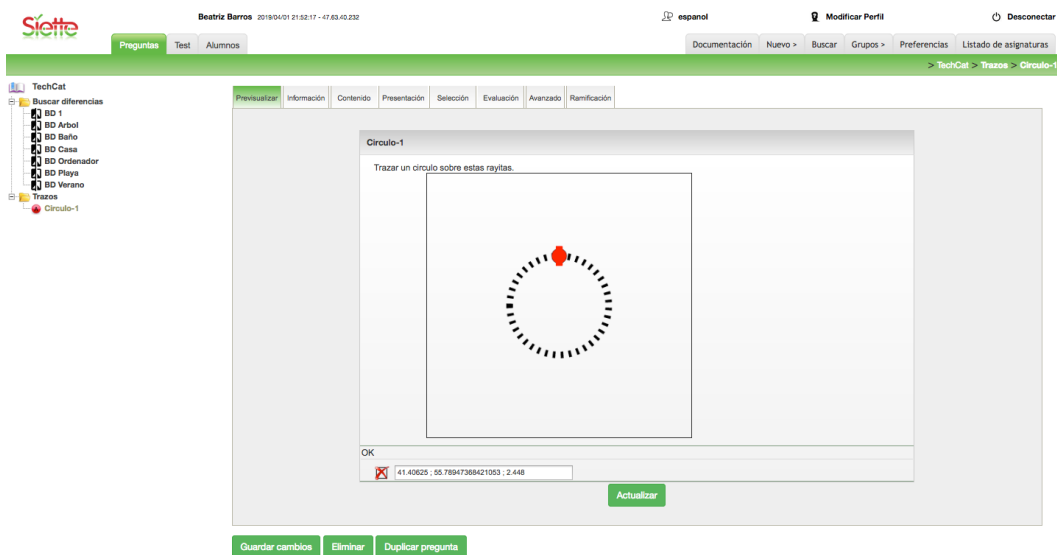 Siette
Beatriz Barros 2019/04/01 21:52:17 - 47.63.40.232
espanol
Modificar Perfil
Desconectar
Preguntas Test Alumnos
Documentación Nuevo > Buscar Grupos > Preferencias Listado de asignaturas
> TechCat > Trazos > Circulo-1
TechCat
Buscar diferencias
BD 1
BD Arbol
BD Baño
BD Casa
BD Ordenador
BD Playa
BD Verano
Trazos
Circulo-1
Previsualizar Información Contenido Presentación Selección Evaluación Avanzado Ramificación
Circulo-1
Trazar un circulo sobre estas rayitas.
OK
41.40625 ; 55.78947368421053 ; 2.448
Actualizar
Guardar cambios Eliminar Duplicar pregunta